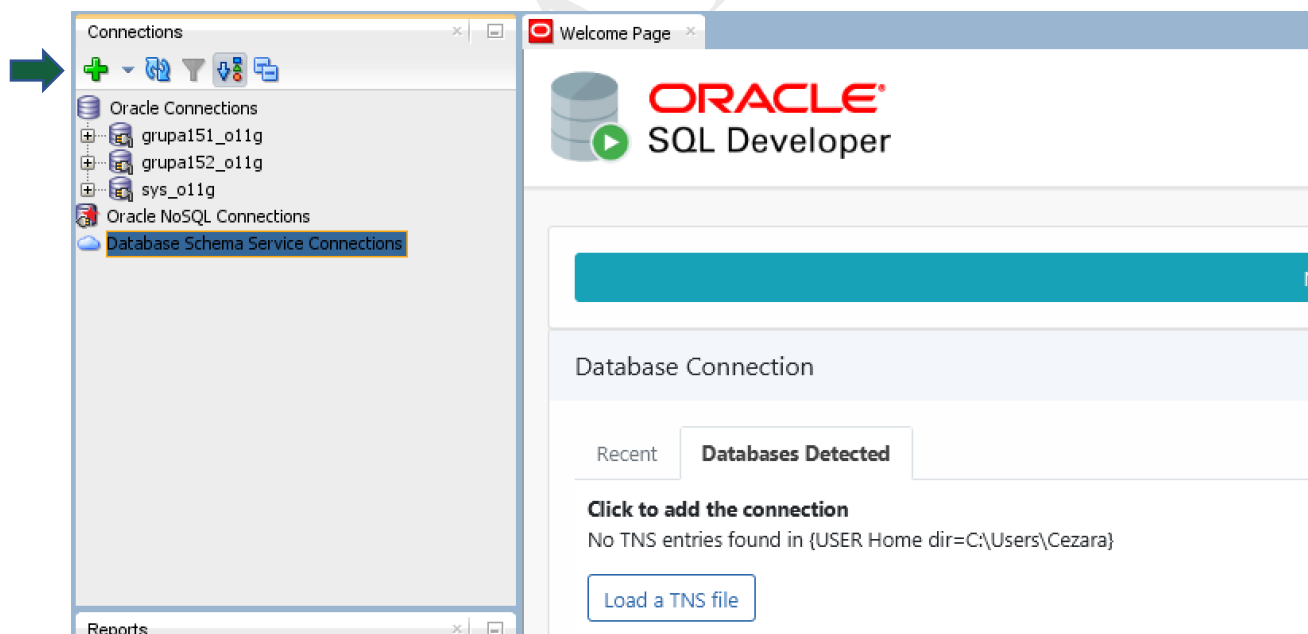 Connections
Oracle Connections
grupa151_o11g
grupa152_o11g
sys_o11g
Oracle NoSQL Connections
Database Schema Service Connections
Reports
Welcome Page
ORACLE
SQL Developer
Database Connection
Recent
Databases Detected
Click to add the connection
No TNS entries found in {USER Home dir=C:\Users\Cezara}
Load a TNS file